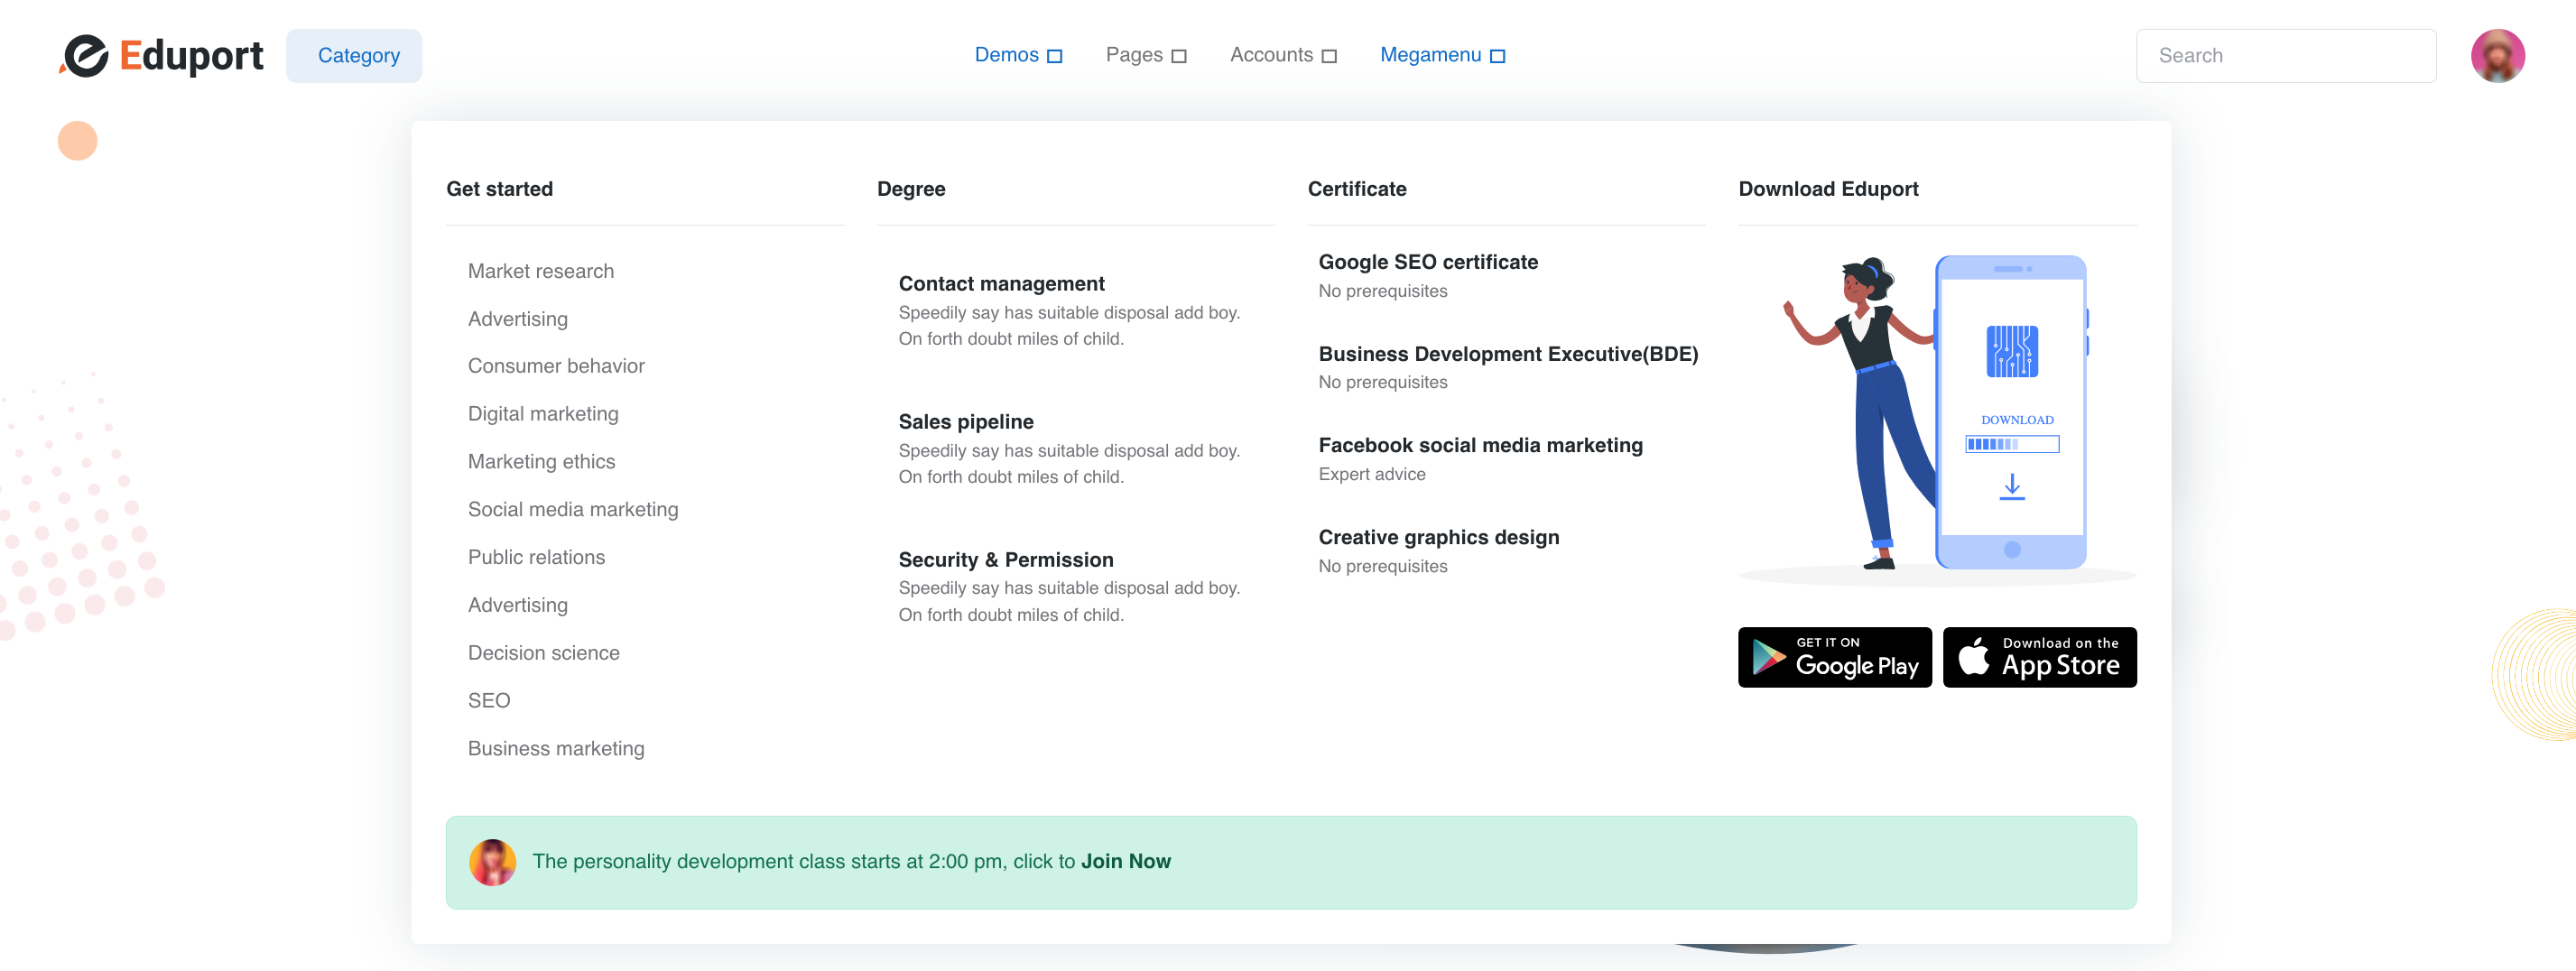 Eduport
Category
Demos
Pages
Accounts
Megamenu
Search
Get started
Market research
Advertising
Consumer behavior
Digital marketing
Marketing ethics
Social media marketing
Public relations
Advertising
Decision science
SEO
Business marketing
Degree
Contact management
Speedily say has suitable disposal add boy.
On forth doubt miles of child.
Sales pipeline
Speedily say has suitable disposal add boy.
On forth doubt miles of child.
Security & Permission
Speedily say has suitable disposal add boy.
On forth doubt miles of child.
Certificate
Google SEO certificate
No prerequisites
Business Development Executive(BDE)
No prerequisites
Facebook social media marketing
Expert advice
Creative graphics design
No prerequisites
Download Eduport
DOWNLOAD
GET IT ON
Google Play
Download on the
App Store
The personality development class starts at 2:00 pm, click to Join Now